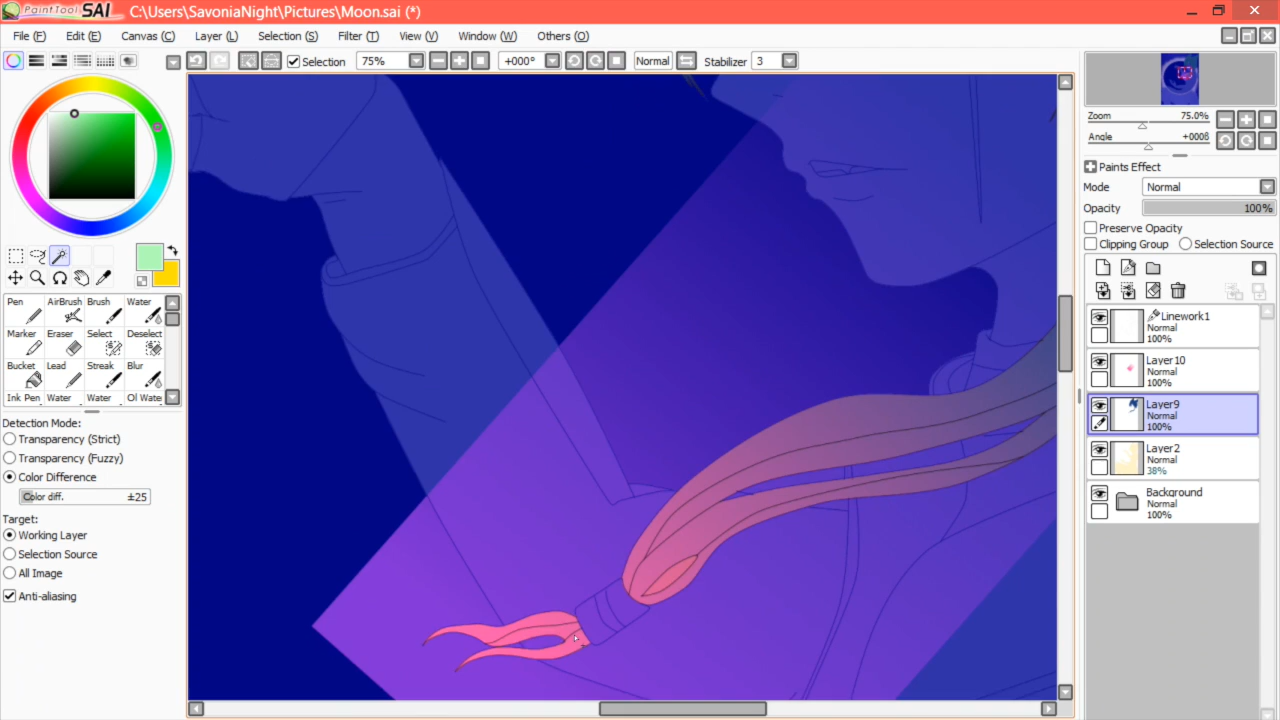 PaintTool SAI C:\Users\SavoniaNight\Pictures\Moon.sai (*)
File (F) Edit (E) Canvas (C) Layer (L) Selection (S) Filter (T) View (V) Window (W) Others (O)
Selection 75% +000° Normal Stabilizer 3
Zoom 75.0%
Angle +000ß
Paints Effect
Mode Normal
Opacity 100%
Preserve Opacity
Clipping Group Selection Source
Pen AirBrush Brush Water
Marker Eraser Select Deselect
Bucket Lead Streak Blur
Ink Pen Water Water Oil Wate
Detection Mode:
Transparency (Strict)
Transparency (Fuzzy)
Color Difference
Color diff. ±25
Target:
Working Layer
Selection Source
All Image
Anti-aliasing
Linework1
Normal
100%
Layer10
Normal
100%
Layer9
Normal
100%
Layer2
Normal
38%
Background
Normal
100%